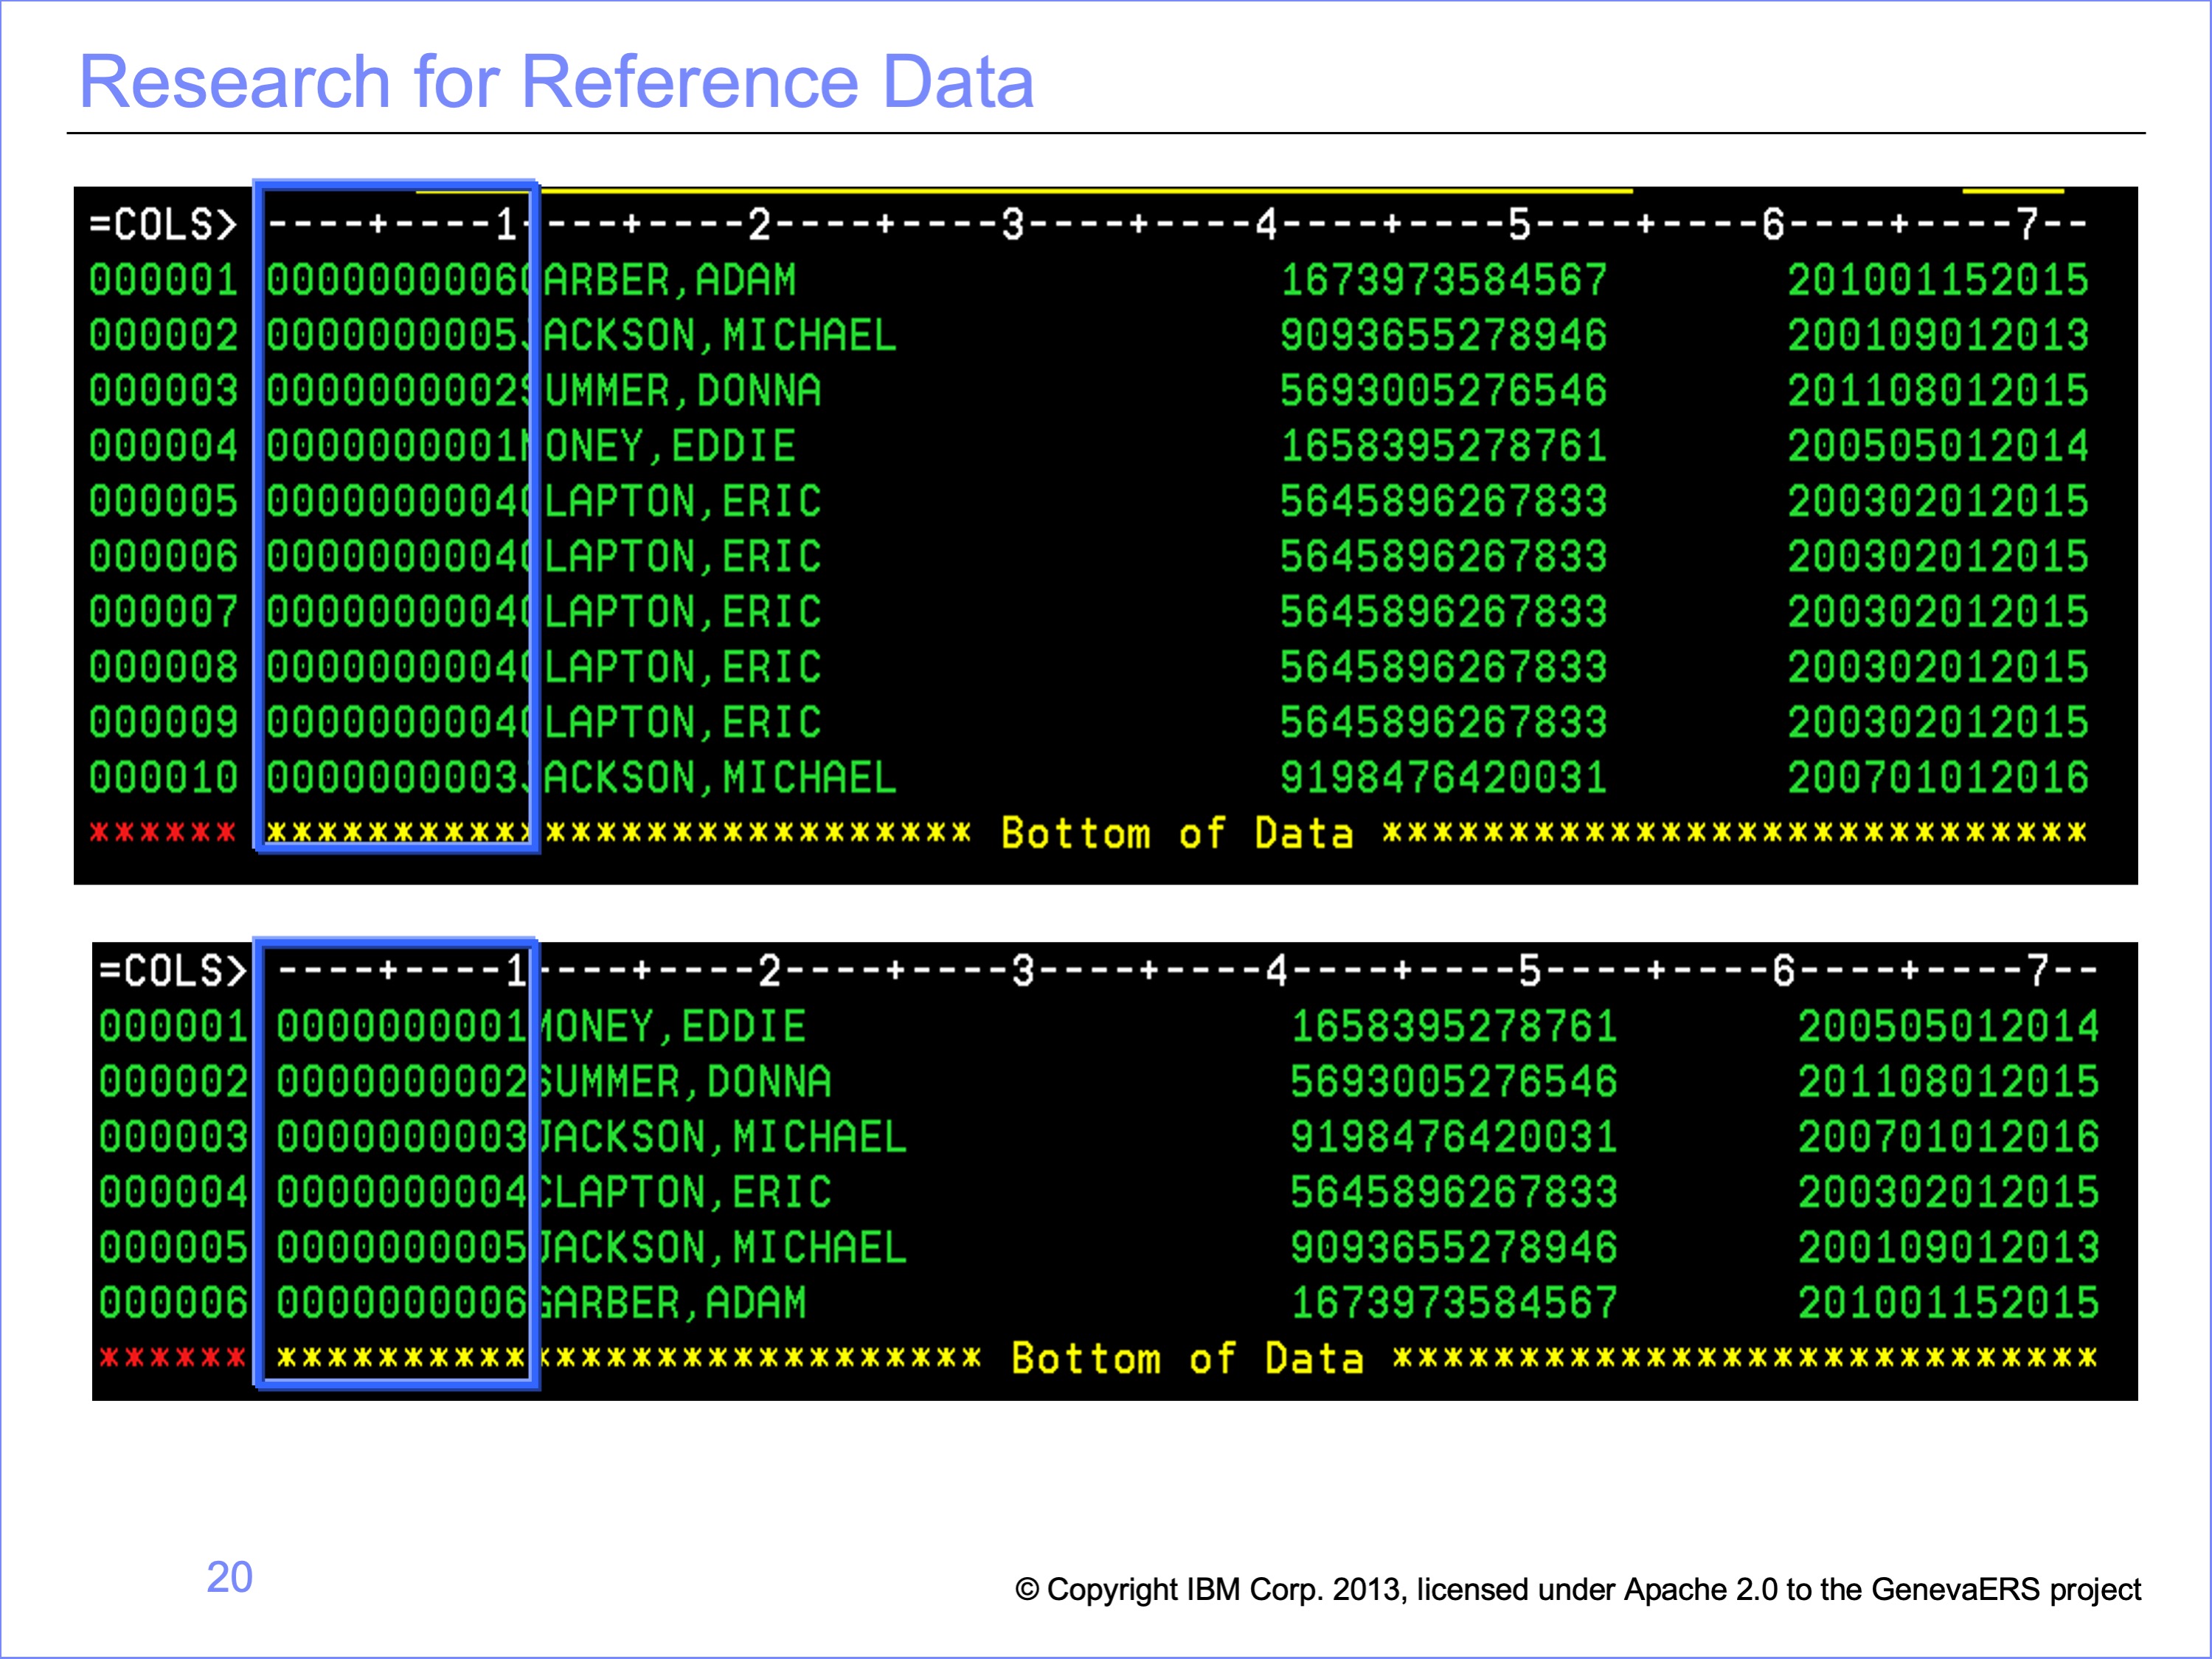 Research for Reference Data
=COLS> ----+----1----+----2----+----3----+----4----+----5----+----6----+----7--
000001 0000000006GARBER,ADAM 1673973584567 201001152015
000002 0000000005JACKSON,MICHAEL 9093655278946 200109012013
000003 0000000002SUMMER,DONNA 5693005276546 201108012015
000004 0000000001MONEY,EDDIE 1658395278761 200505012014
000005 0000000004CLAPTON,ERIC 5645896267833 200302012015
000006 0000000004CLAPTON,ERIC 5645896267833 200302012015
000007 0000000004CLAPTON,ERIC 5645896267833 200302012015
000008 0000000004CLAPTON,ERIC 5645896267833 200302012015
000009 0000000004CLAPTON,ERIC 5645896267833 200302012015
000010 0000000003JACKSON,MICHAEL 9198476420031 200701012016
****** **************************** Bottom of Data ****************************
=COLS> ----+----1----+----2----+----3----+----4----+----5----+----6----+----7--
000001 0000000001MONEY,EDDIE 1658395278761 200505012014
000002 0000000002SUMMER,DONNA 5693005276546 201108012015
000003 0000000003JACKSON,MICHAEL 9198476420031 200701012016
000004 0000000004CLAPTON,ERIC 5645896267833 200302012015
000005 0000000005JACKSON,MICHAEL 9093655278946 200109012013
000006 0000000006GARBER,ADAM 1673973584567 201001152015
****** **************************** Bottom of Data ****************************
20
© Copyright IBM Corp. 2013, licensed under Apache 2.0 to the GenevaERS project